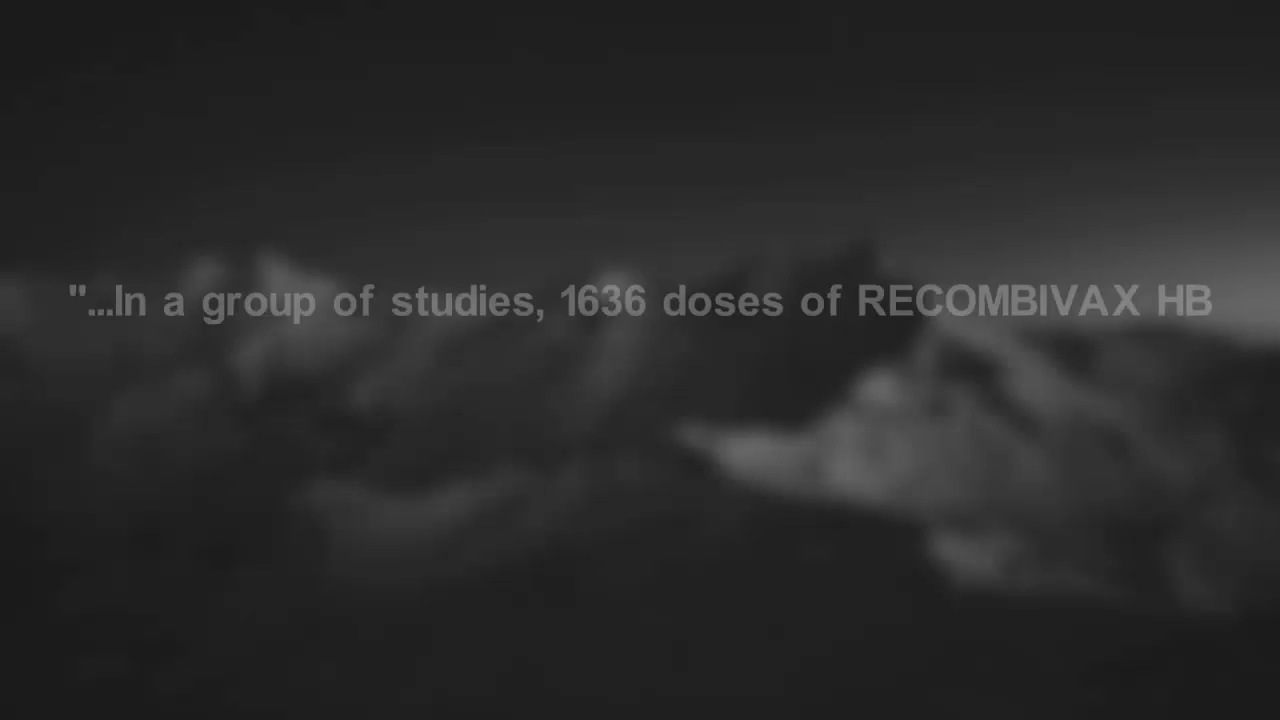 "...In a group of studies, 1636 doses of RECOMBIVAX HB